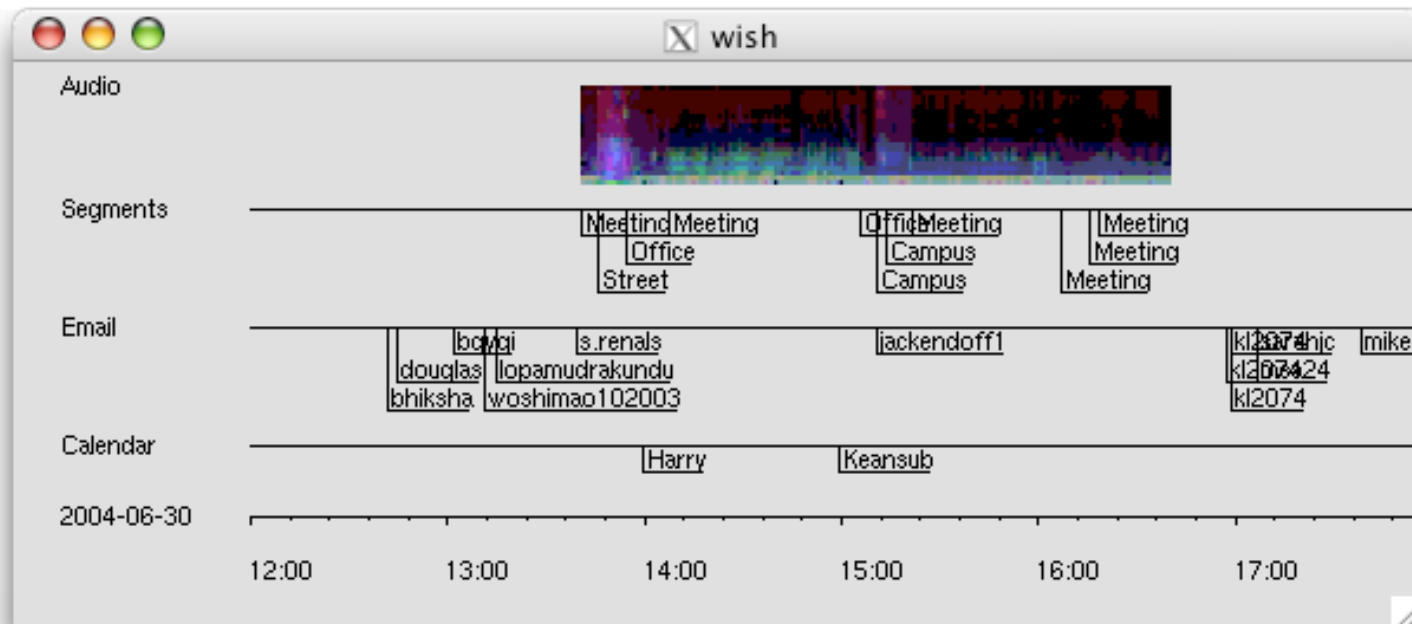 wish
Audio
Segments
Meeting Meeting Office Meeting Meeting
Office Campus Meeting
Street Campus Meeting
Email
s.renals jackendoff1 kl2074 mike
douglas lopamudrakundu
bhiksha woshimao102003 kl2074
Calendar
Harry Keansub
2004-06-30
12:00 13:00 14:00 15:00 16:00 17:00